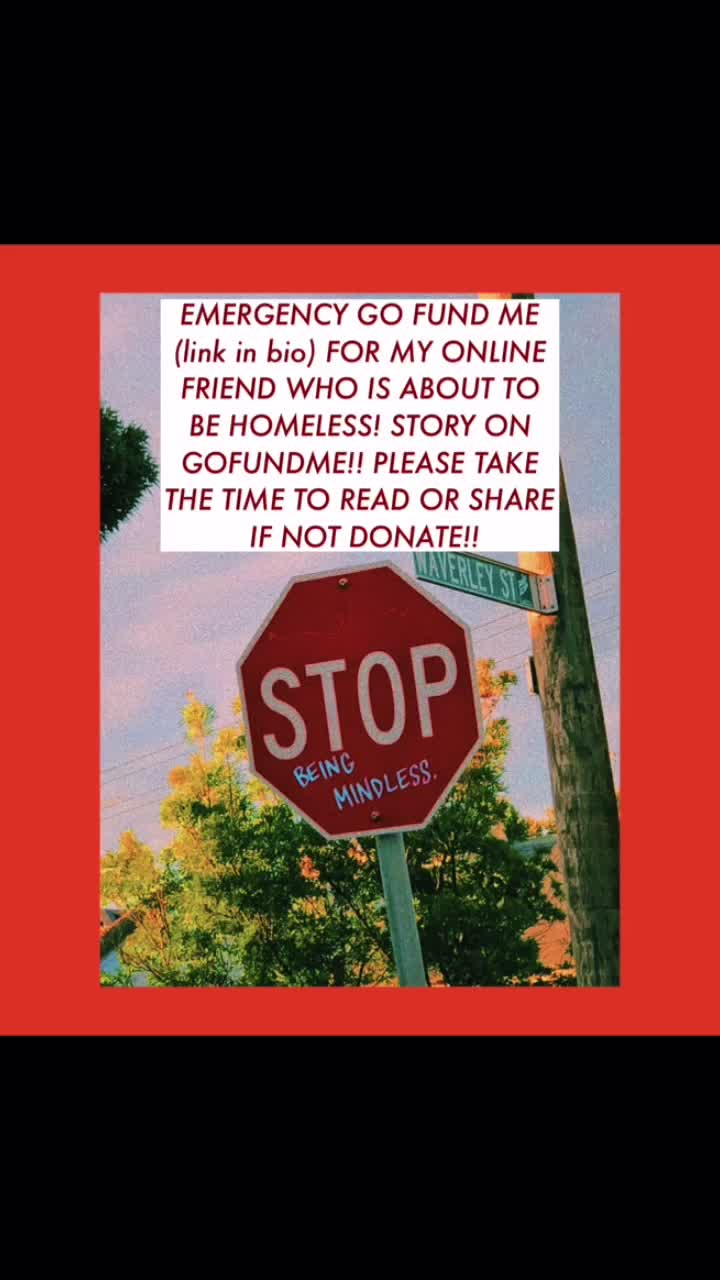 EMERGENCY GO FUND ME
(link in bio) FOR MY ONLINE
FRIEND WHO IS ABOUT TO
BE HOMELESS! STORY ON
GOFUNDME!! PLEASE TAKE
THE TIME TO READ OR SHARE
IF NOT DONATE!!
WAVERLEY ST
STOP
BEING
MINDLESS.